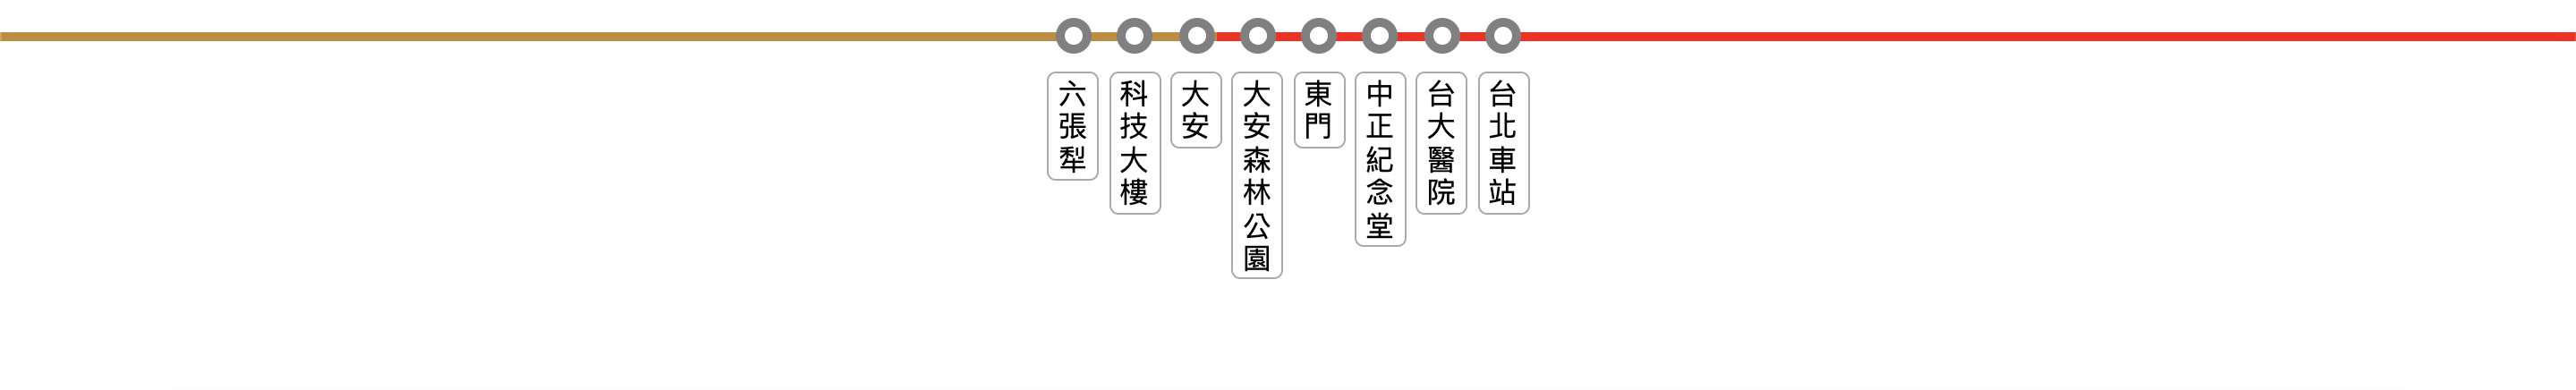 六張犁
科技大樓
大安
大安森林公園
東門
中正紀念堂
台大醫院
台北車站